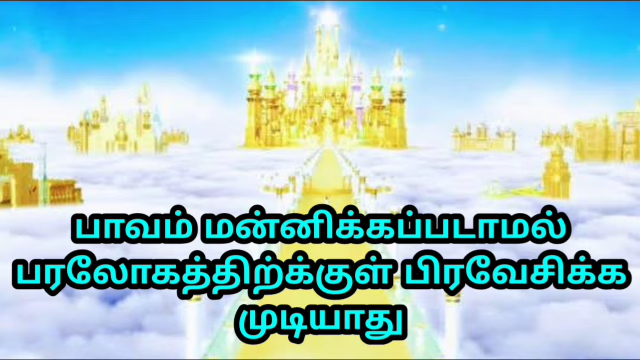 பாவம் மன்னிக்கப்படாமல்
பரலோகத்திற்க்குள் பிரவேசிக்க
முடியாது